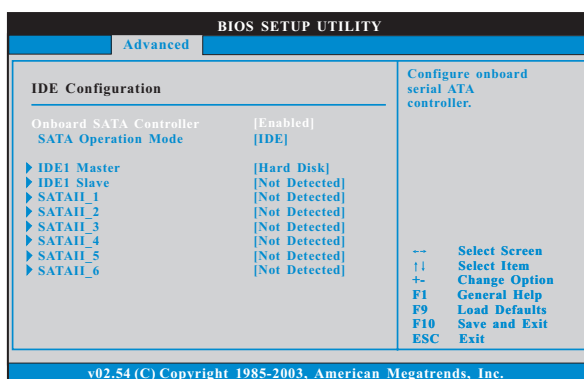 BIOS SETUP UTILITY
Advanced
IDE Configuration
Onboard SATA Controller [Enabled]
SATA Operation Mode [IDE]
IDE1 Master [Hard Disk]
IDE1 Slave [Not Detected]
SATAII_1 [Not Detected]
SATAII_2 [Not Detected]
SATAII_3 [Not Detected]
SATAII_4 [Not Detected]
SATAII_5 [Not Detected]
SATAII_6 [Not Detected]
Configure onboard
serial ATA
controller.
←→ Select Screen
↑↓ Select Item
+- Change Option
F1 General Help
F9 Load Defaults
F10 Save and Exit
ESC Exit
v02.54 (C) Copyright 1985-2003, American Megatrends, Inc.